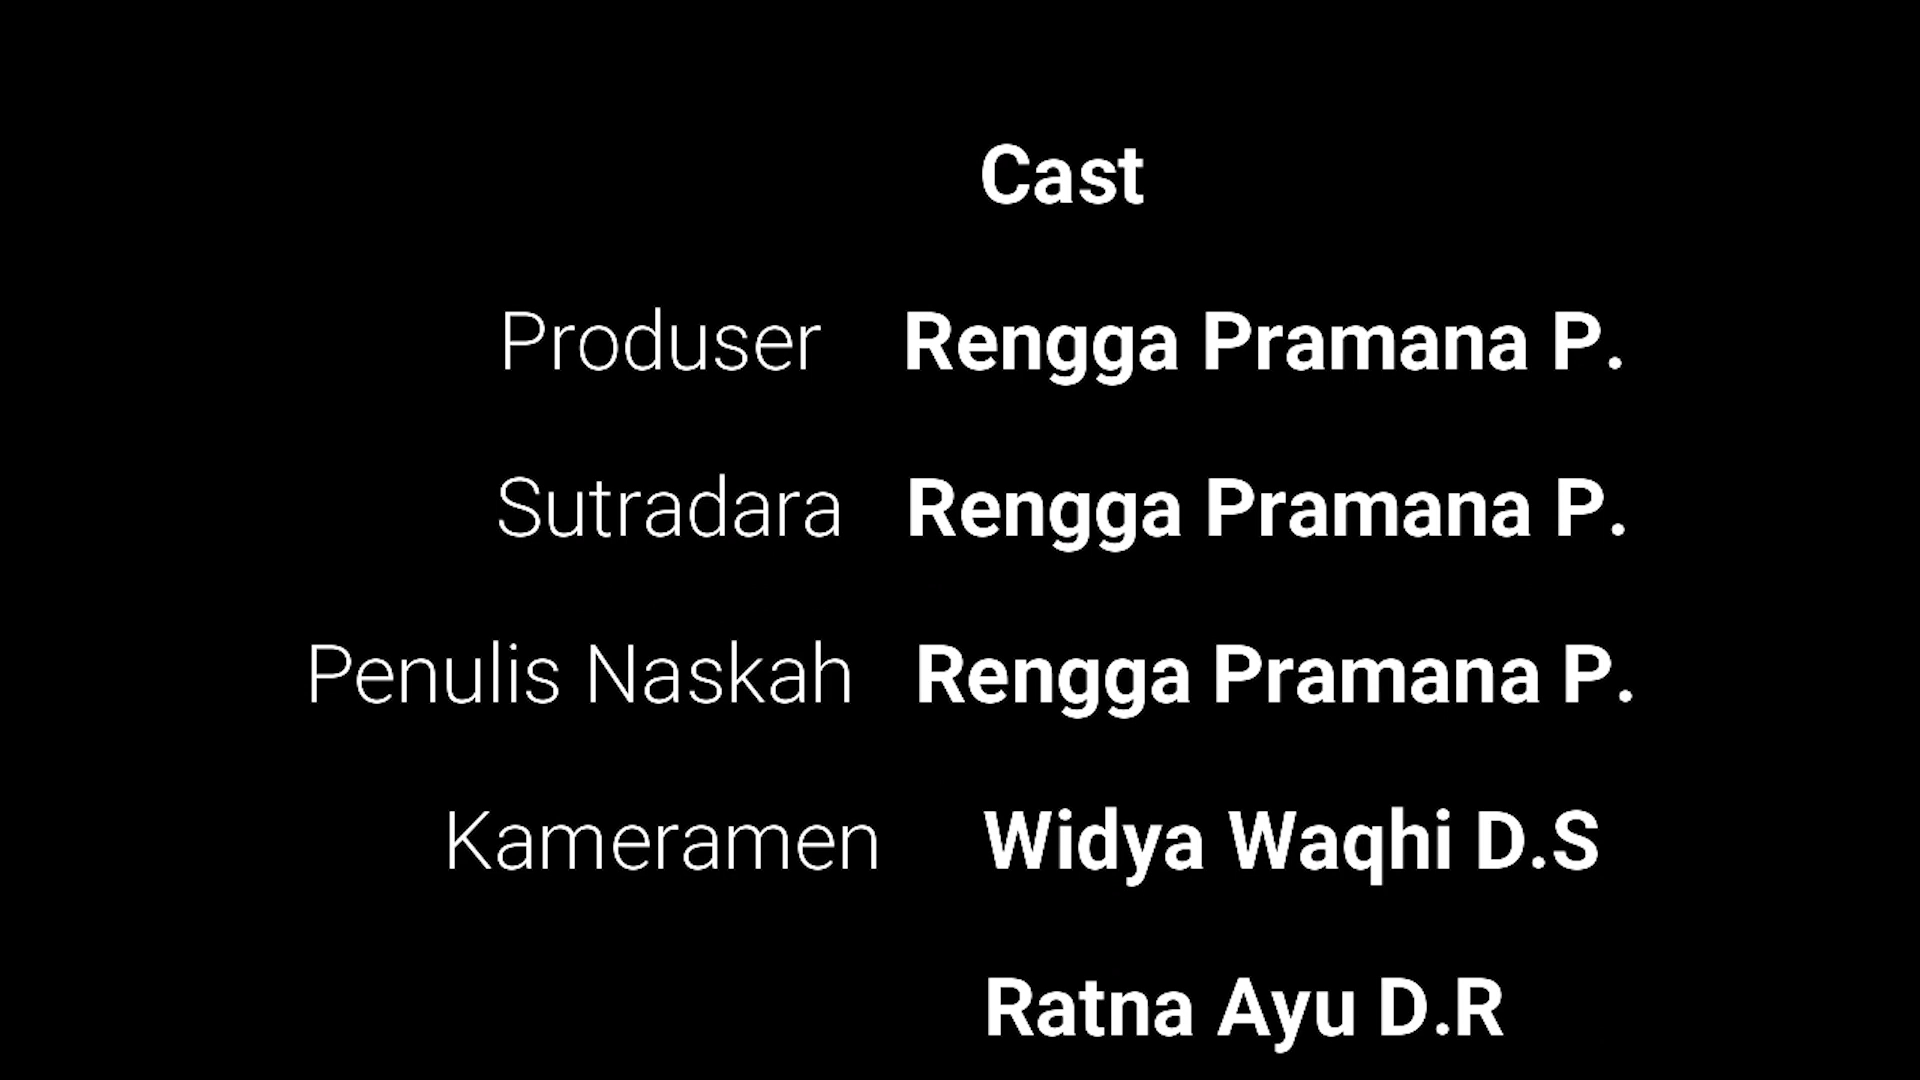 Cast
Produser Rengga Pramana P.
Sutradara Rengga Pramana P.
Penulis Naskah Rengga Pramana P.
Kameramen Widya Waqhi D.S
Ratna Ayu D.R